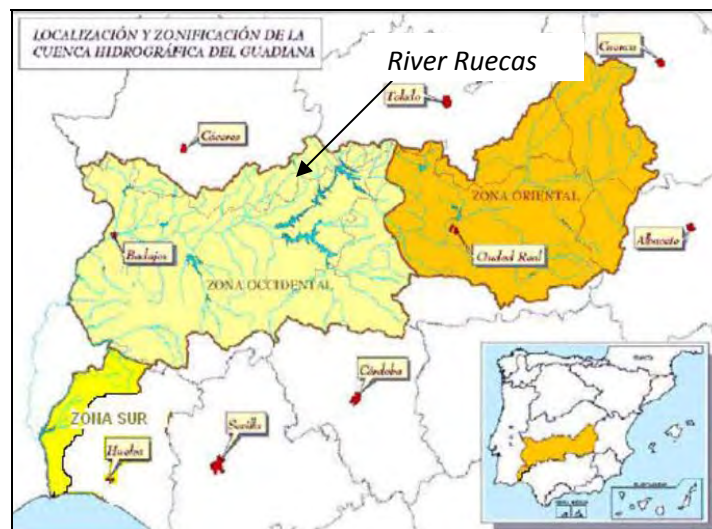 LOCALIZACIÓN Y ZONIFICACIÓN DE LA
CUENCA HIDROGRÁFICA DEL GUADIANA
River Ruecas
Cuenca
Toledo
Cáceres
ZONA ORIENTAL
Albacete
Badajoz
Ciudad Real
ZONA OCCIDENTAL
Córdoba
ZONA SUR
Sevilla
Huelva